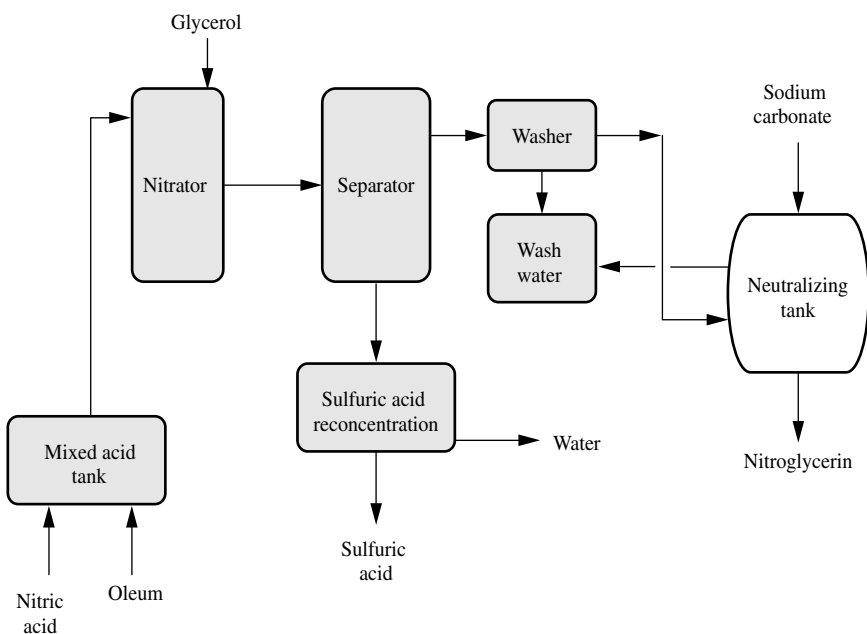 Glycerol
Sodium
carbonate
Nitrator
Separator
Washer
Wash
water
Neutralizing
tank
Sulfuric acid
reconcentration
Mixed acid
tank
Water
Nitroglycerin
Sulfuric
acid
Nitric
acid
Oleum